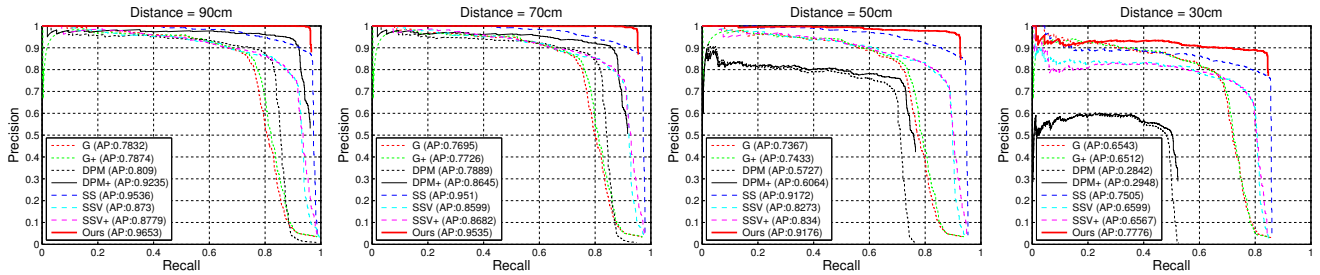 Distance = 90cm
Precision
1
0.9
0.8
0.7
0.6
0.5
0.4
0.3
0.2
0.1
0
G (AP:0.7832)
G+ (AP:0.7874)
DPM (AP:0.809)
DPM+ (AP:0.9235)
SS (AP:0.9536)
SSV (AP:0.873)
SSV+ (AP:0.8779)
Ours (AP:0.9653)
0 0.2 0.4 0.6 0.8 1
Recall
Distance = 70cm
Precision
1
0.9
0.8
0.7
0.6
0.5
0.4
0.3
0.2
0.1
0
G (AP:0.7695)
G+ (AP:0.7726)
DPM (AP:0.7889)
DPM+ (AP:0.8645)
SS (AP:0.951)
SSV (AP:0.8599)
SSV+ (AP:0.8682)
Ours (AP:0.9535)
0 0.2 0.4 0.6 0.8 1
Recall
Distance = 50cm
Precision
1
0.9
0.8
0.7
0.6
0.5
0.4
0.3
0.2
0.1
0
G (AP:0.7367)
G+ (AP:0.7433)
DPM (AP:0.5727)
DPM+ (AP:0.6064)
SS (AP:0.9172)
SSV (AP:0.8273)
SSV+ (AP:0.834)
Ours (AP:0.9176)
0 0.2 0.4 0.6 0.8 1
Recall
Distance = 30cm
Precision
1
0.9
0.8
0.7
0.6
0.5
0.4
0.3
0.2
0.1
0
G (AP:0.6543)
G+ (AP:0.6512)
DPM (AP:0.2842)
DPM+ (AP:0.2948)
SS (AP:0.7505)
SSV (AP:0.6599)
SSV+ (AP:0.6567)
Ours (AP:0.7776)
0 0.2 0.4 0.6 0.8 1
Recall